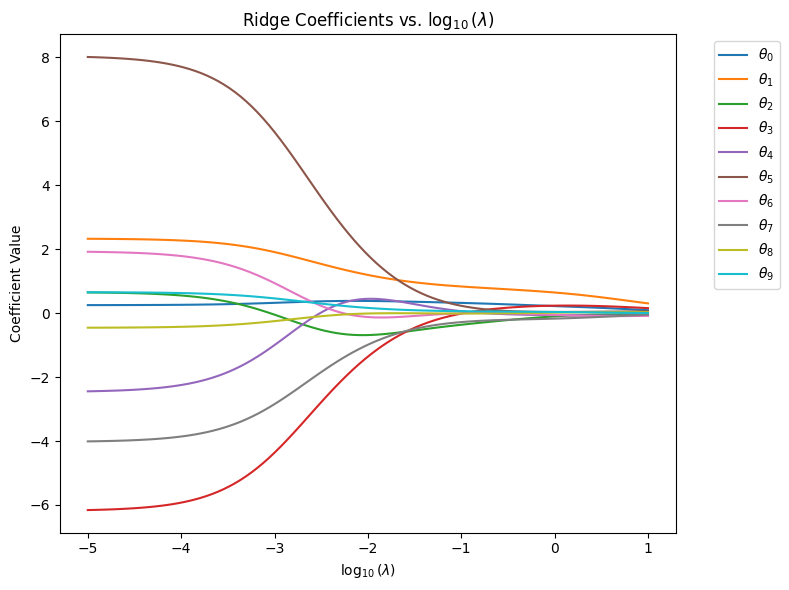 Ridge Coefficients vs. log₁₀(λ)
Coefficient Value
8
6
4
2
0
−2
−4
−6
−5 −4 −3 −2 −1 0 1
log₁₀(λ)
θ₀
θ₁
θ₂
θ₃
θ₄
θ₅
θ₆
θ₇
θ₈
θ₉